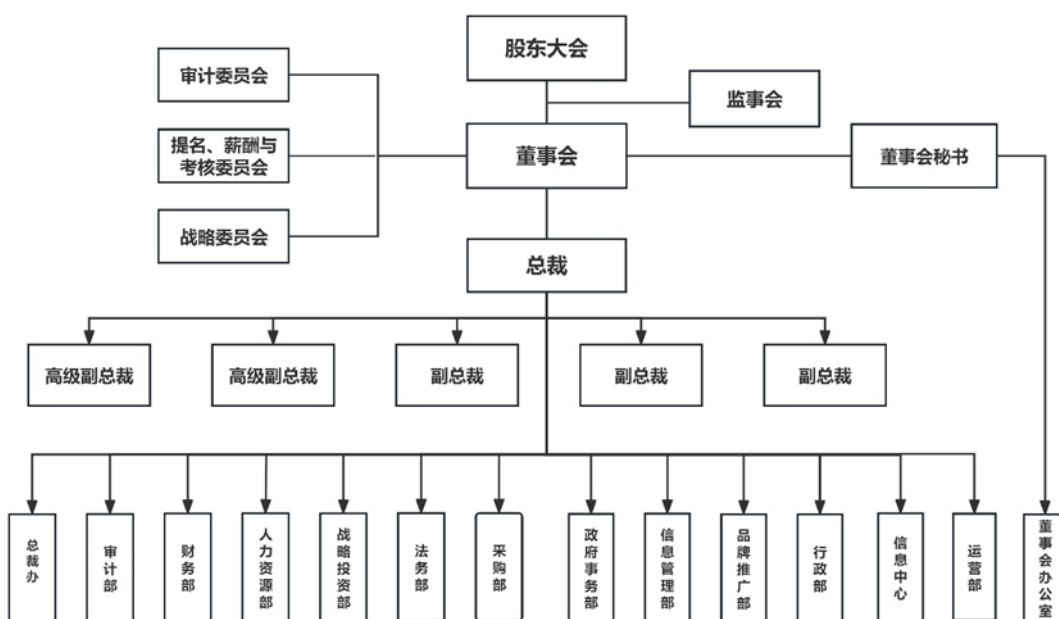 股东大会
审计委员会
监事会
提名、薪酬与
考核委员会
董事会
董事会秘书
战略委员会
总裁
高级副总裁
高级副总裁
副总裁
副总裁
副总裁
总裁办
审计部
财务部
人力资源部
战略投资部
法务部
采购部
政府事务部
信息管理部
品牌推广部
行政部
信息中心
运营部
董事会办公室